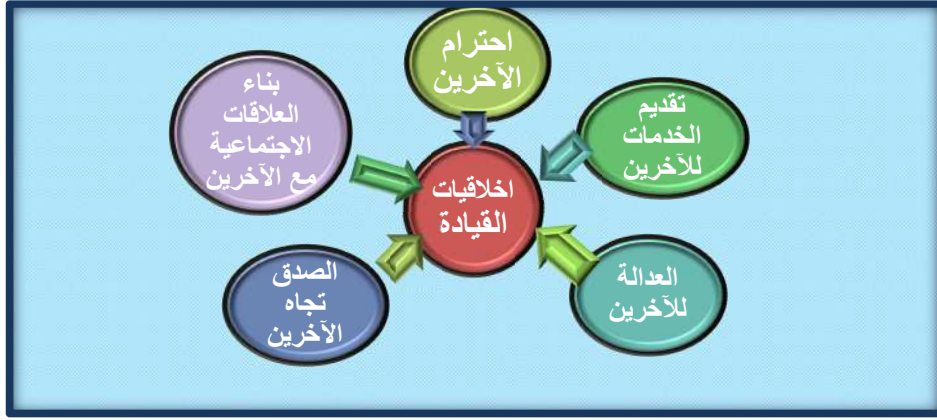 احترام
الآخرين
تقديم
الخدمات
للآخرين
بناء
العلاقات
الاجتماعية
مع الآخرين
اخلاقيات
القيادة
العدالة
للآخرين
الصدق
تجاه
الآخرين